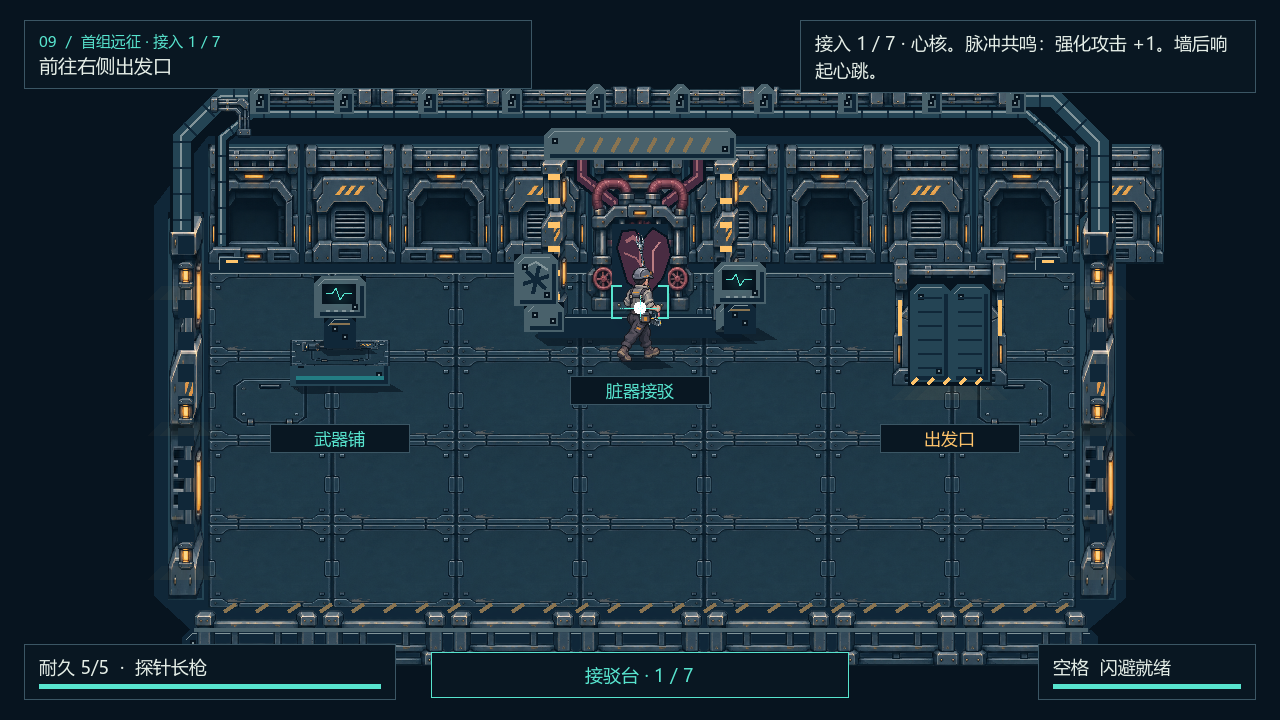 09 / 首组远征 · 接入 1 / 7
前往右侧出发口
接入 1 / 7 · 心核。脉冲共鸣：强化攻击 +1。墙后响
起心跳。
脏器接驳
武器铺
出发口
耐久 5/5 · 探针长枪
接驳台 · 1 / 7
空格 闪避就绪